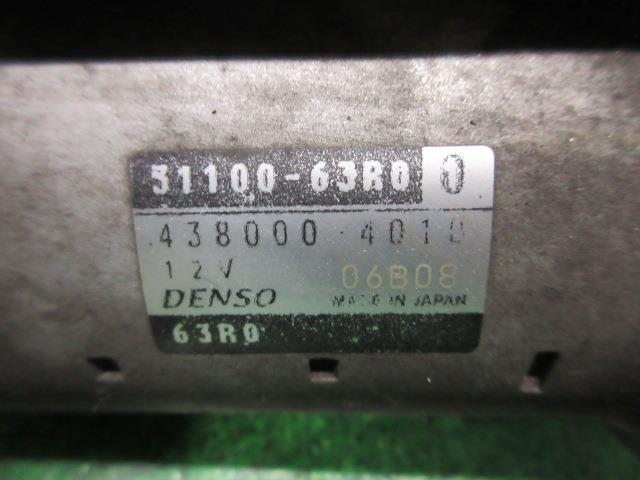 31100-63R0 0
438000 4010
12V 06B08
DENSO MADE IN JAPAN
63R0